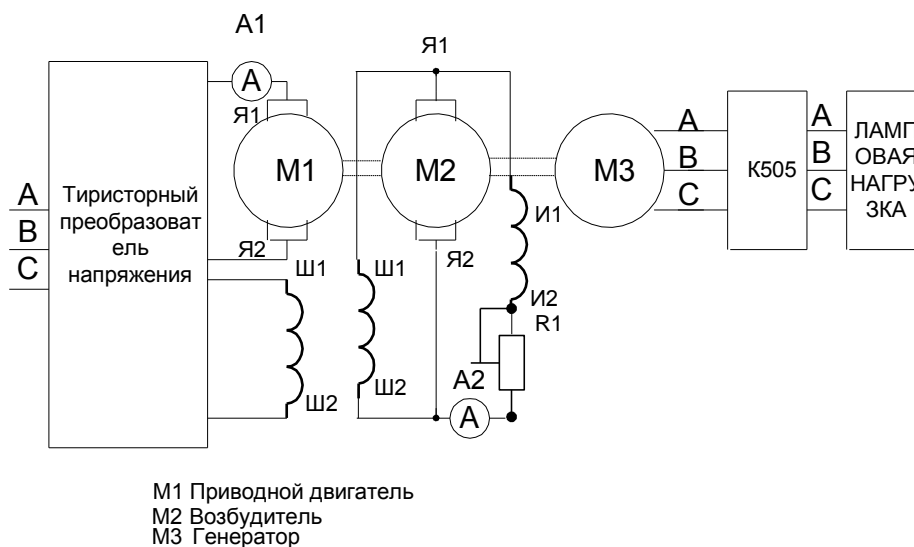 А1
А
Я1
Я1
М1
М2
М3
Я2
Я2
Тиристорный
преобразоват
ель
напряжения
А
В
С
Ш1
Ш2
Ш1
Ш2
И1
И2
R1
А2
А
А
В
С
К505
А
В
С
ЛАМП
ОВАЯ
НАГРУ
ЗКА
М1 Приводной двигатель
М2 Возбудитель
М3 Генератор